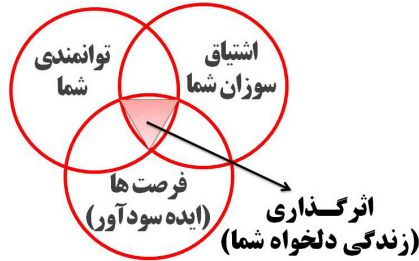 اشتیاق
سوزان شما
توانمندی
شما
فرصت ها
(ایده سودآور)
اثرگـذاری
(زندگی دلخواه شما)